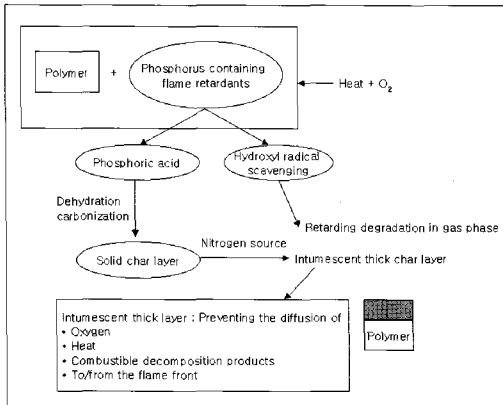 Polymer
+
Phosphorus containing
flame retardants
Heat + O₂
Phosphoric acid
Hydroxyl radical
scavenging
Dehydration
carbonization
Retarding degradation in gas phase
Nitrogen source
Solid char layer
Intumescent thick char layer
Intumescent thick layer : Preventing the diffusion of
• Oxygen
• Heat
• Combustible decomposition products
• To/from the flame front
Polymer